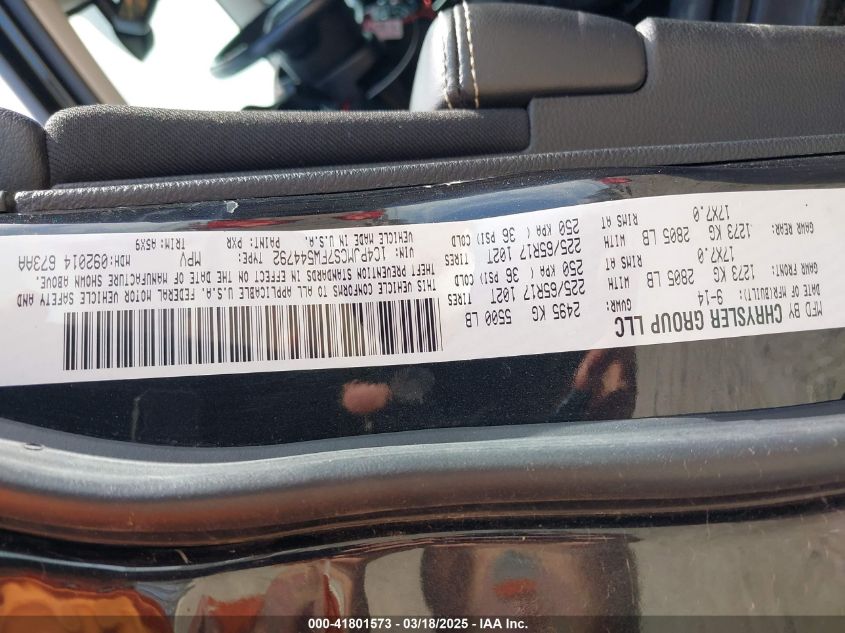 MFD BY CHRYSLER GROUP LLC
DATE OF MFR(BUILT): 9-14 GVWR: 2495 KG 5500 LB
GAWR FRONT: 1273 KG 2805 LB WITH 225/65R17 102T TIRES
17X7.0 RIMS AT 250 KPA ( 36 PSI) COLD
GAWR REAR: 1273 KG 2805 LB WITH 225/65R17 102T TIRES
17X7.0 RIMS AT 250 KPA ( 36 PSI) COLD
THIS VEHICLE CONFORMS TO ALL APPLICABLE U.S.A. FEDERAL MOTOR VEHICLE SAFETY AND
THEFT PREVENTION STANDARDS IN EFFECT ON THE DATE OF MANUFACTURE SHOWN ABOVE.
VIN: 1C4PJMCS7FW544792 TYPE: MPV MDH:092014 673AA
VEHICLE MADE IN U.S.A. PAINT: PXR TRIM:A5X9
000-41801573 — 03/18/2025 — IAA Inc.